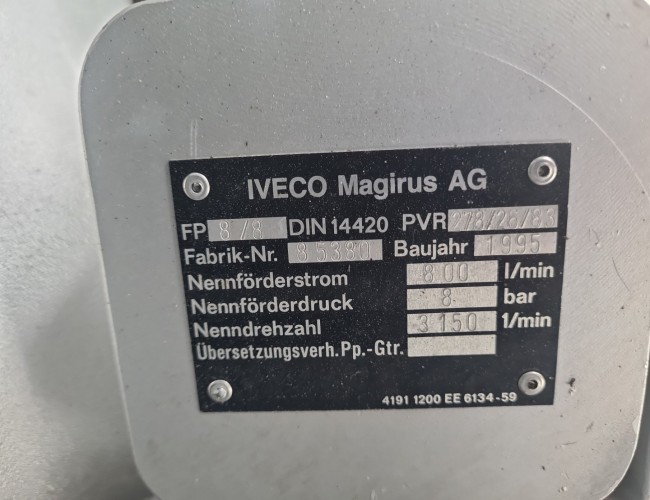 IVECO Magirus AG
FP 8/8 DIN 14420 PVR 278/26/83
Fabrik-Nr. 35380 Baujahr 1995
Nennförderstrom 800 l/min
Nennförderdruck 8 bar
Nenndrehzahl 3150 1/min
Übersetzungsverh. Pp.-Gtr.
4191 1200 EE 6134-59